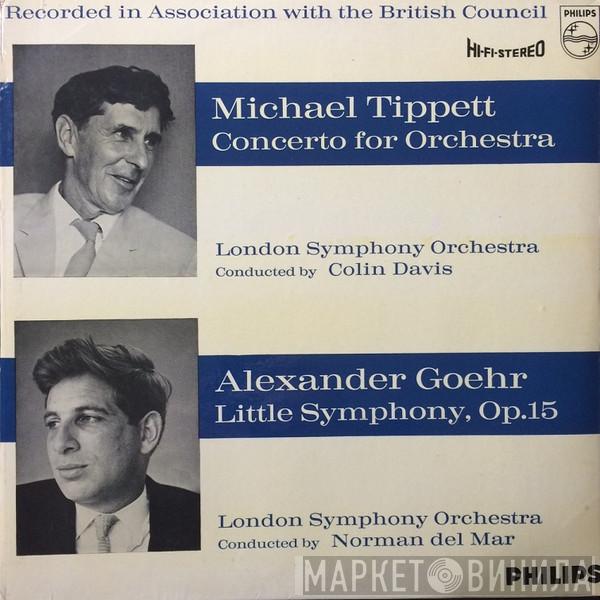 Recorded in Association with the British Council
PHILIPS
HI-FI-STEREO
Michael Tippett
Concerto for Orchestra
London Symphony Orchestra
Conducted by Colin Davis
Alexander Goehr
Little Symphony, Op.15
London Symphony Orchestra
Conducted by Norman del Mar
PHILIPS
МАРКЕТ ВИНИЛА